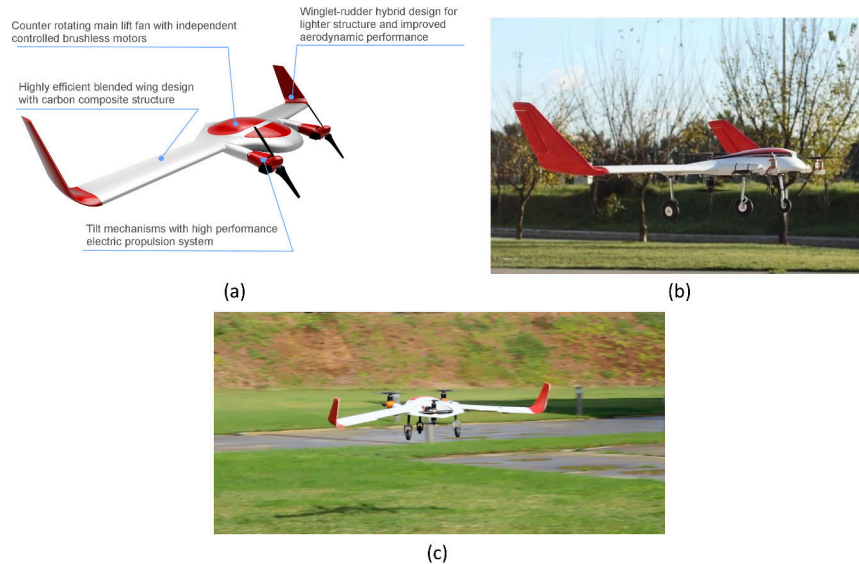 Counter rotating main lift fan with independent
controlled brushless motors
Winglet-rudder hybrid design for
lighter structure and improved
aerodynamic performance
Highly efficient blended wing design
with carbon composite structure
Tilt mechanisms with high performance
electric propulsion system
(a)
(b)
(c)